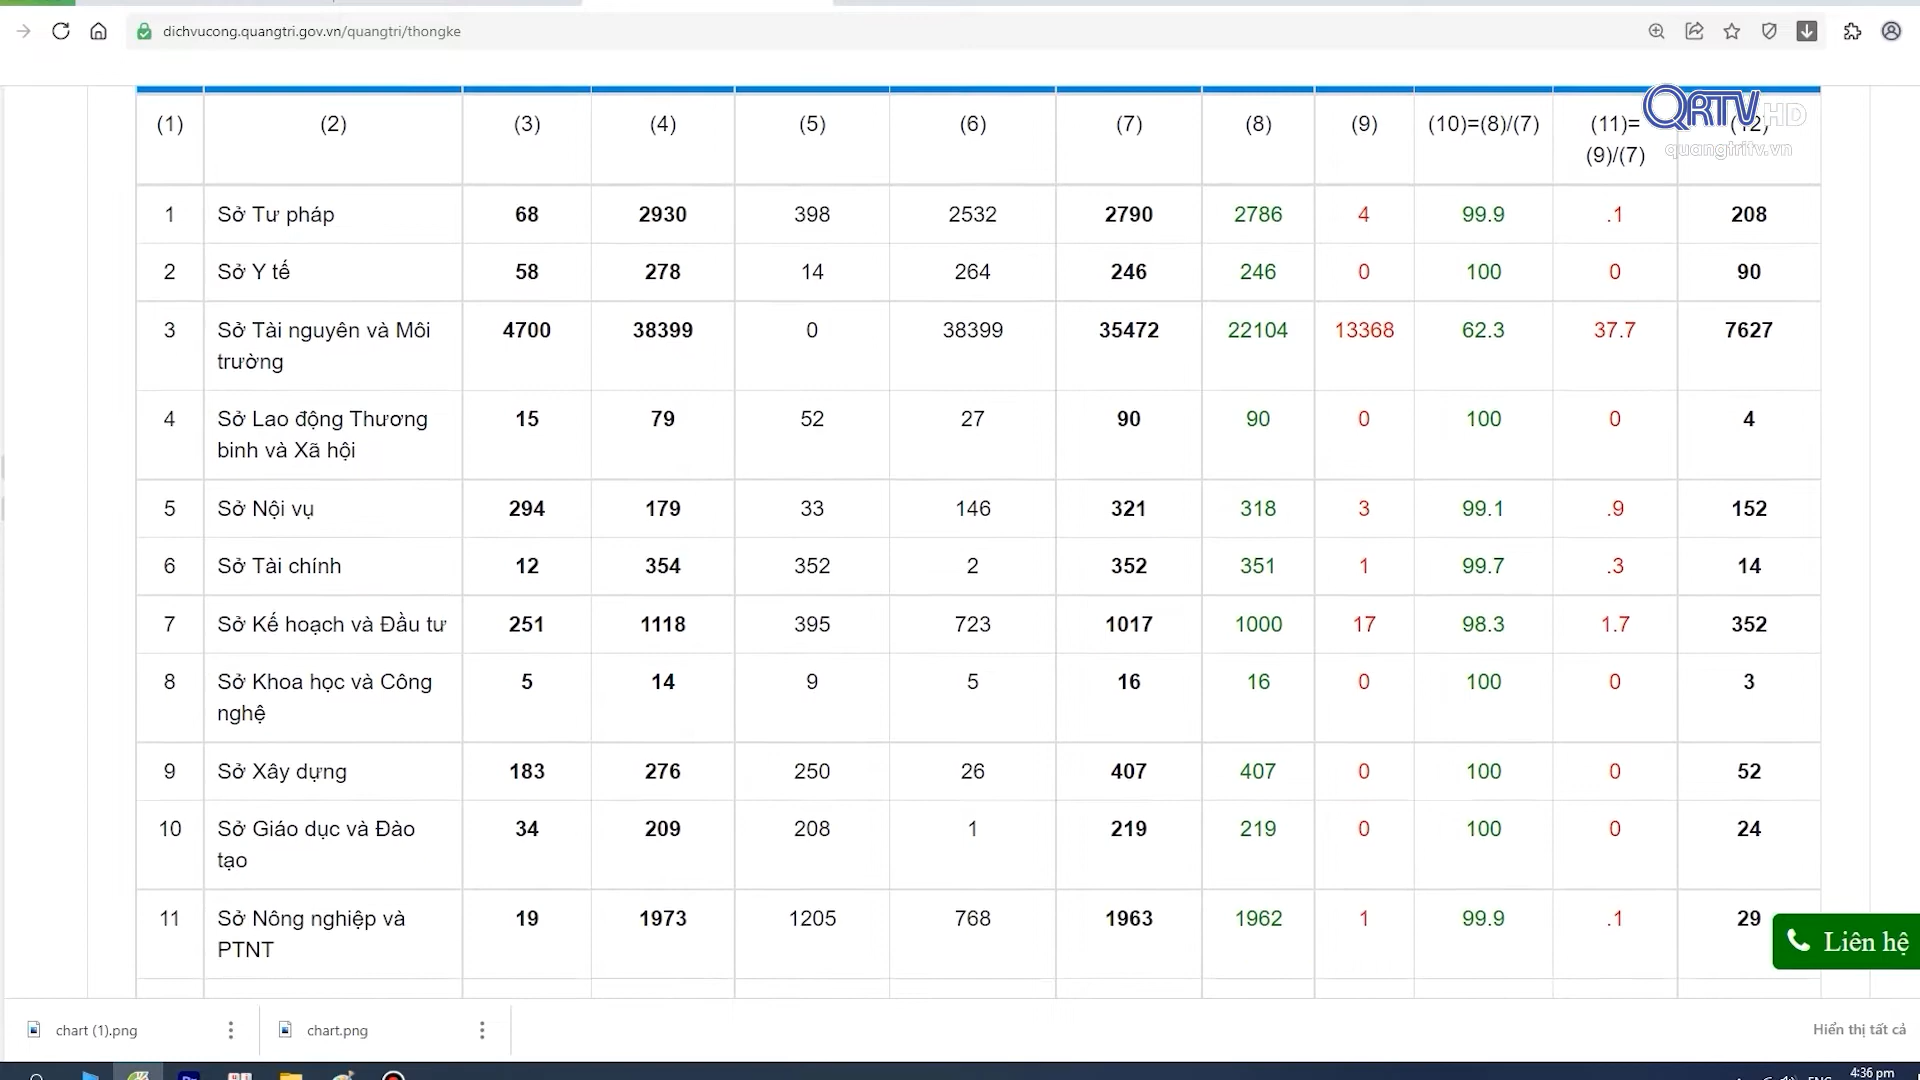 dichvucong.quangtri.gov.vn/quangtri/thongke
QRTV HD
quangtritv.vn
(1) (2) (3) (4) (5) (6) (7) (8) (9) (10)=(8)/(7) (11)= (12)
(9)/(7)
1 Sở Tư pháp 68 2930 398 2532 2790 2786 4 99.9 .1 208
2 Sở Y tế 58 278 14 264 246 246 0 100 0 90
3 Sở Tài nguyên và Môi 4700 38399 0 38399 35472 22104 13368 62.3 37.7 7627
trường
4 Sở Lao động Thương 15 79 52 27 90 90 0 100 0 4
binh và Xã hội
5 Sở Nội vụ 294 179 33 146 321 318 3 99.1 .9 152
6 Sở Tài chính 12 354 352 2 352 351 1 99.7 .3 14
7 Sở Kế hoạch và Đầu tư 251 1118 395 723 1017 1000 17 98.3 1.7 352
8 Sở Khoa học và Công 5 14 9 5 16 16 0 100 0 3
nghệ
9 Sở Xây dựng 183 276 250 26 407 407 0 100 0 52
10 Sở Giáo dục và Đào 34 209 208 1 219 219 0 100 0 24
tạo
11 Sở Nông nghiệp và 19 1973 1205 768 1963 1962 1 99.9 .1 29
PTNT
Liên hệ
chart (1).png chart.png Hiển thị tất cả
4:36 pm